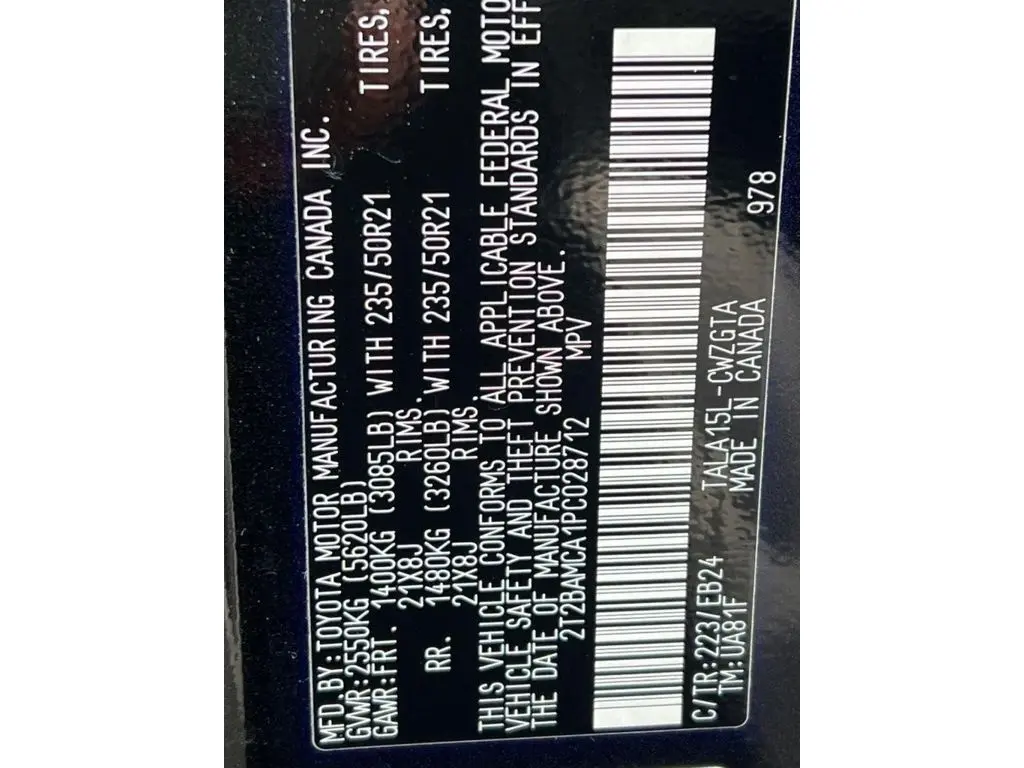 MFD BY:TOYOTA MOTOR MANUFACTURING CANADA INC.
GVWR:2550KG (5620LB)
GAWR:FRT. 1400KG (3085LB) WITH 235/50R21 TIRES,
21X8J RIMS.
RR. 1480KG (3260LB) WITH 235/50R21 TIRES,
21X8J RIMS.
THIS VEHICLE CONFORMS TO ALL APPLICABLE FEDERAL MOTO
VEHICLE SAFETY AND THEFT PREVENTION STANDARDS IN EFF
THE DATE OF MANUFACTURE SHOWN ABOVE.
2T2BAMCA1PC028712 MPV
C/TR:223/EB24 TALA15L-CWZGTA 978
TM:UA81F MADE IN CANADA